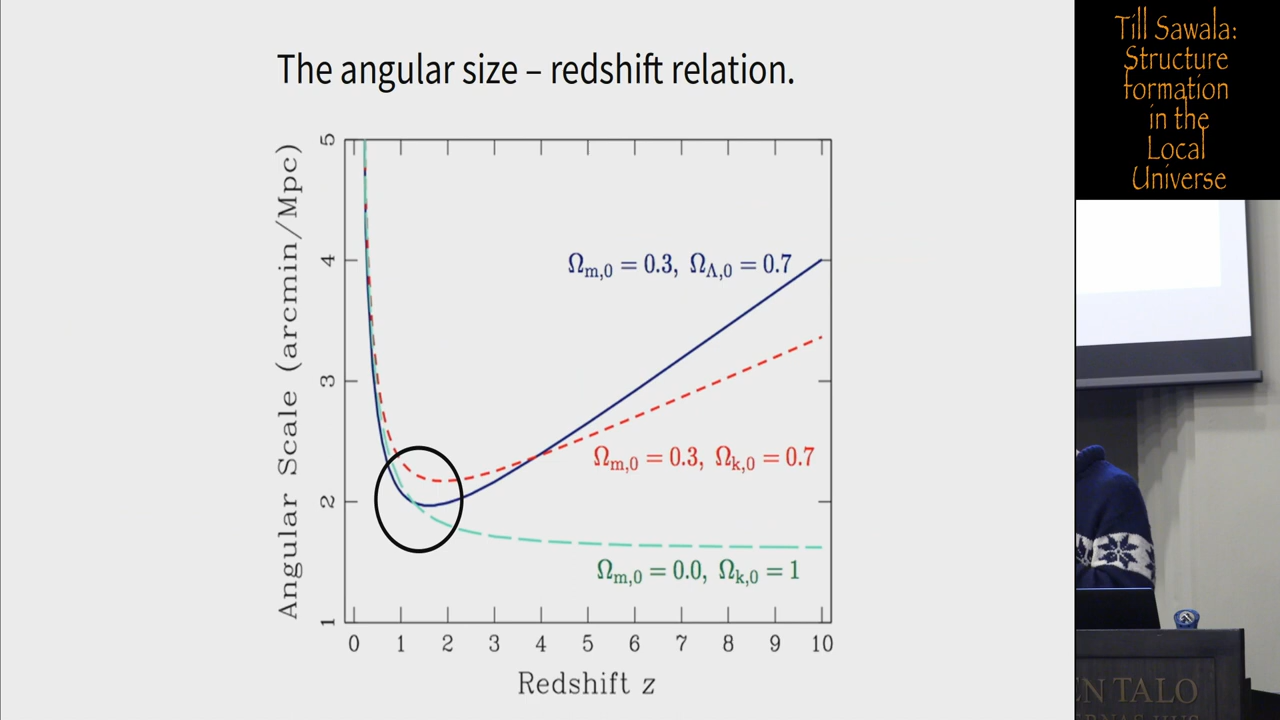 The angular size – redshift relation.
Till Sawala:
Structure
formation
in the
Local
Universe
Angular Scale (arcmin/Mpc)
5
4
3
2
1
Ωm,0 = 0.3, ΩΛ,0 = 0.7
Ωm,0 = 0.3, Ωk,0 = 0.7
Ωm,0 = 0.0, Ωk,0 = 1
0 1 2 3 4 5 6 7 8 9 10
Redshift z
EN TALO